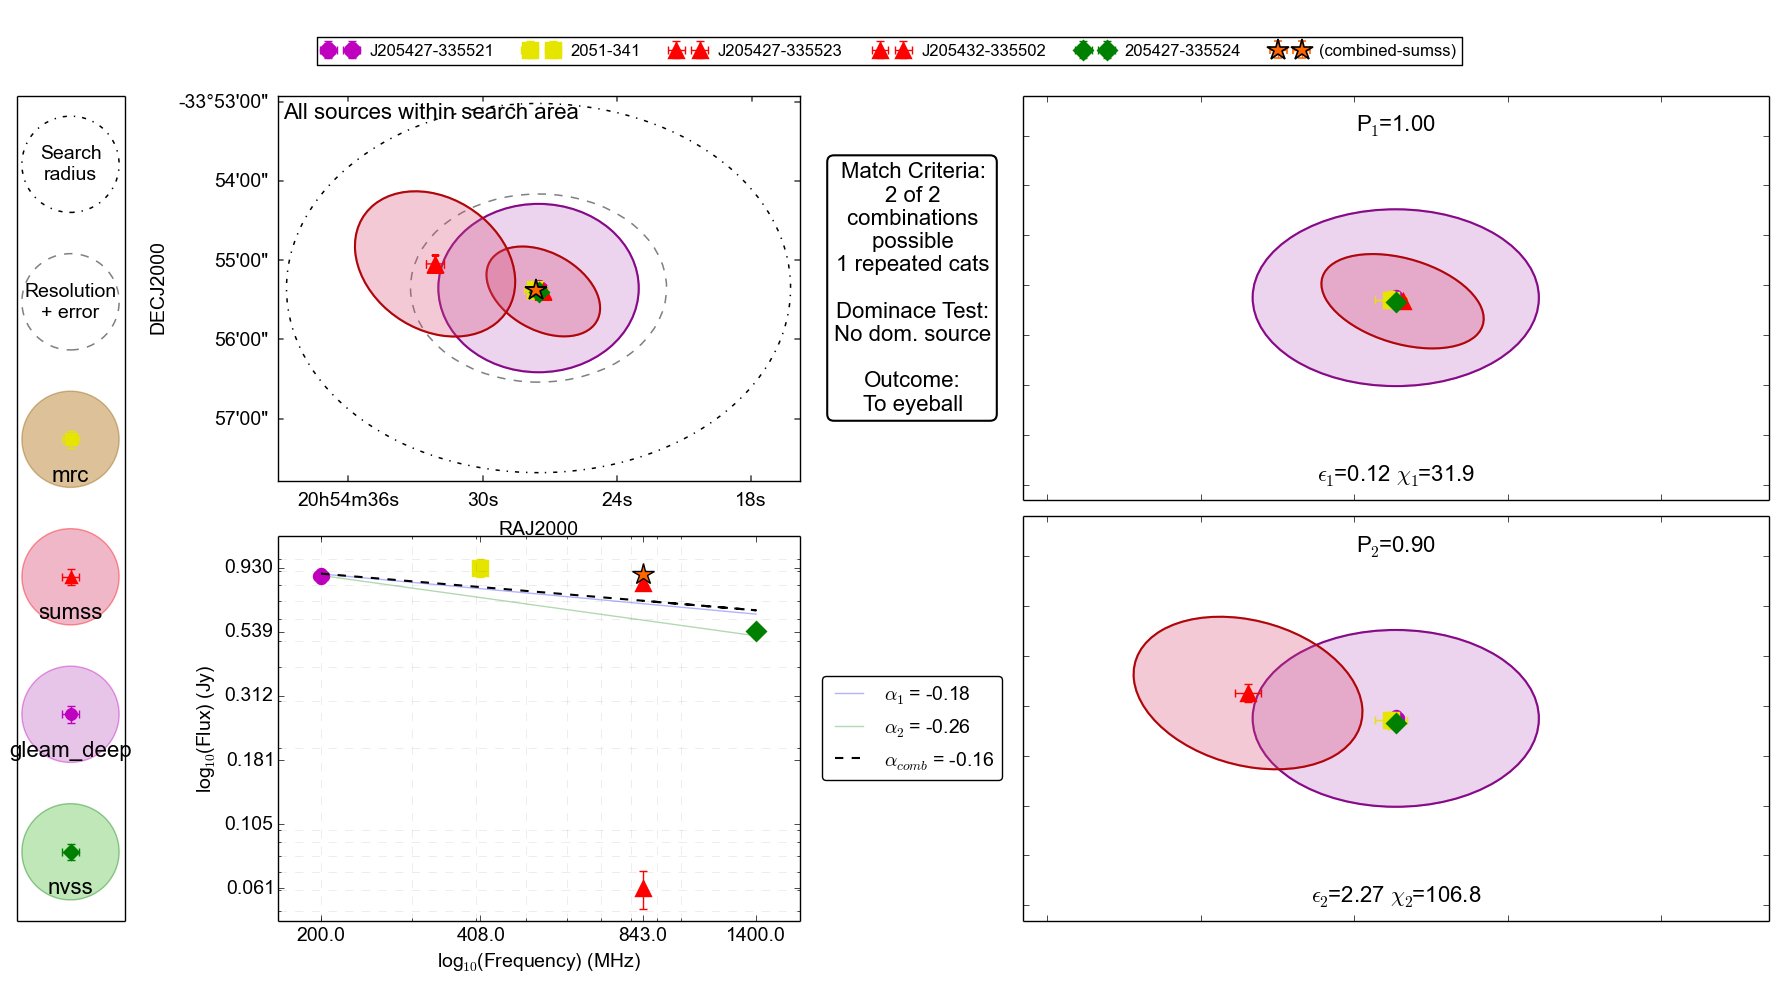 J205427-335521 2051-341 J205427-335523 J205432-335502 205427-335524 (combined-sumss)
Search
radius
Resolution
+ error
mrc
sumss
gleam_deep
nvss
All sources within search area
DECJ2000
-33°53'00"
54'00"
55'00"
56'00"
57'00"
20h54m36s 30s 24s 18s
RAJ2000
Match Criteria:
2 of 2
combinations
possible
1 repeated cats
Dominace Test:
No dom. source
Outcome:
To eyeball
P₁=1.00
ϵ₁=0.12 χ₁=31.9
log₁₀(Flux) (Jy)
0.930
0.539
0.312
0.181
0.105
0.061
200.0 408.0 843.0 1400.0
log₁₀(Frequency) (MHz)
α₁ = -0.18
α₂ = -0.26
α_comb = -0.16
P₂=0.90
ϵ₂=2.27 χ₂=106.8